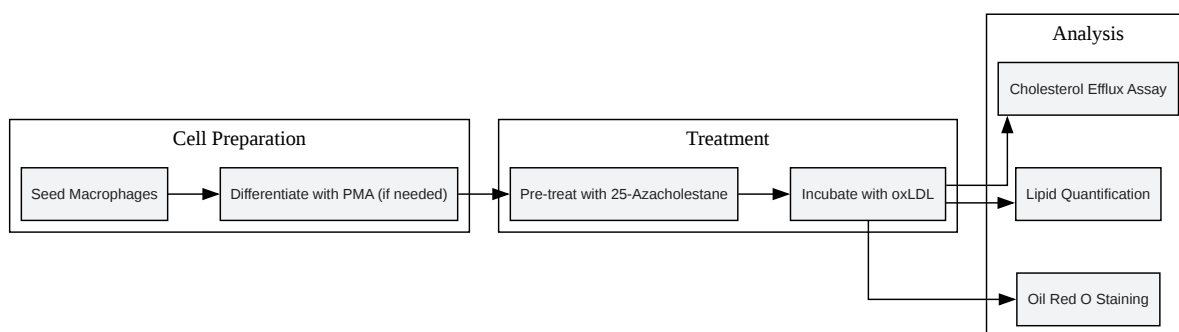 Cell Preparation
Seed Macrophages
Differentiate with PMA (if needed)
Treatment
Pre-treat with 25-Azacholestane
Incubate with oxLDL
Analysis
Cholesterol Efflux Assay
Lipid Quantification
Oil Red O Staining